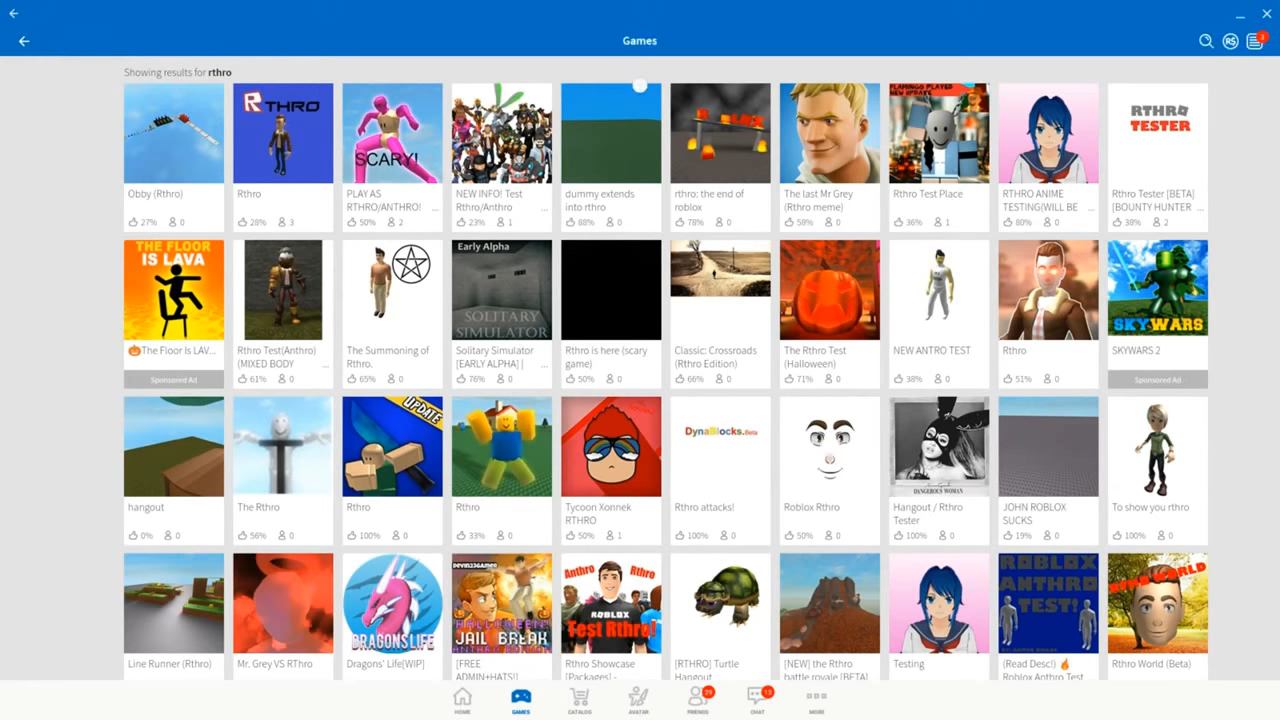 Games
3
Showing results for rthro
R THRO
SCARY!
FLAMINGO PLAYED
NEW UPDATE
RTHRO
TESTER
Obby (Rthro)
Rthro
PLAY AS
RTHRO/ANTHRO! ...
NEW INFO! Test
Rthro/Anthro ...
dummy extends
into rthro
rthro: the end of
roblox
The last Mr Grey
(Rthro meme)
Rthro Test Place
RTHRO ANIME
TESTING(WILL BE ...
Rthro Tester [BETA]
[BOUNTY HUNTER ...
27% 0
28% 3
50% 2
23% 1
88% 0
78% 0
58% 0
36% 1
80% 0
38% 2
THE FLOOR
IS LAVA
Early Alpha
SOLITARY
SIMULATOR
SKYWARS
The Floor Is LAV...
Sponsored Ad
Rthro Test(Anthro)
(MIXED BODY ...
The Summoning of
Rthro.
Solitary Simulator
[EARLY ALPHA] | ...
Rthro is here (scary
game)
Classic: Crossroads
(Rthro Edition)
The Rthro Test
(Halloween)
NEW ANTRO TEST
Rthro
SKYWARS 2
Sponsored Ad
61% 0
65% 0
76% 0
50% 0
66% 0
71% 0
38% 0
51% 0
UPDATE
DynaBlocks.Beta
DANGEROUS WOMAN
hangout
The Rthro
Rthro
Rthro
Tycoon Xonnek
RTHRO
Rthro attacks!
Roblox Rthro
Hangout / Rthro
Tester
JOHN ROBLOX
SUCKS
To show you rthro
0% 0
56% 0
100% 0
33% 0
50% 1
100% 0
50% 0
100% 0
19% 0
100% 0
DRAGONS LIFE
DEVIN236AMER
HALLOWEEN!
JAIL BREAK
Anthro Rthro
ROBLOX
Test Rthro!
ROBLOX
ANTHRO
TEST!
RTHRO WORLD
Line Runner (Rthro)
Mr. Grey VS RThro
Dragons' Life[WIP]
[FREE
ADMIN+HATS!]
Rthro Showcase
[Packages] -
[RTHRO] Turtle
Hangout
[NEW] the Rthro
battle royale [BETA]
Testing
(Read Desc!)
Roblox Anthro Test
Rthro World (Beta)
HOME
GAMES
CATALOG
AVATAR
29
FRIENDS
13
CHAT
MORE